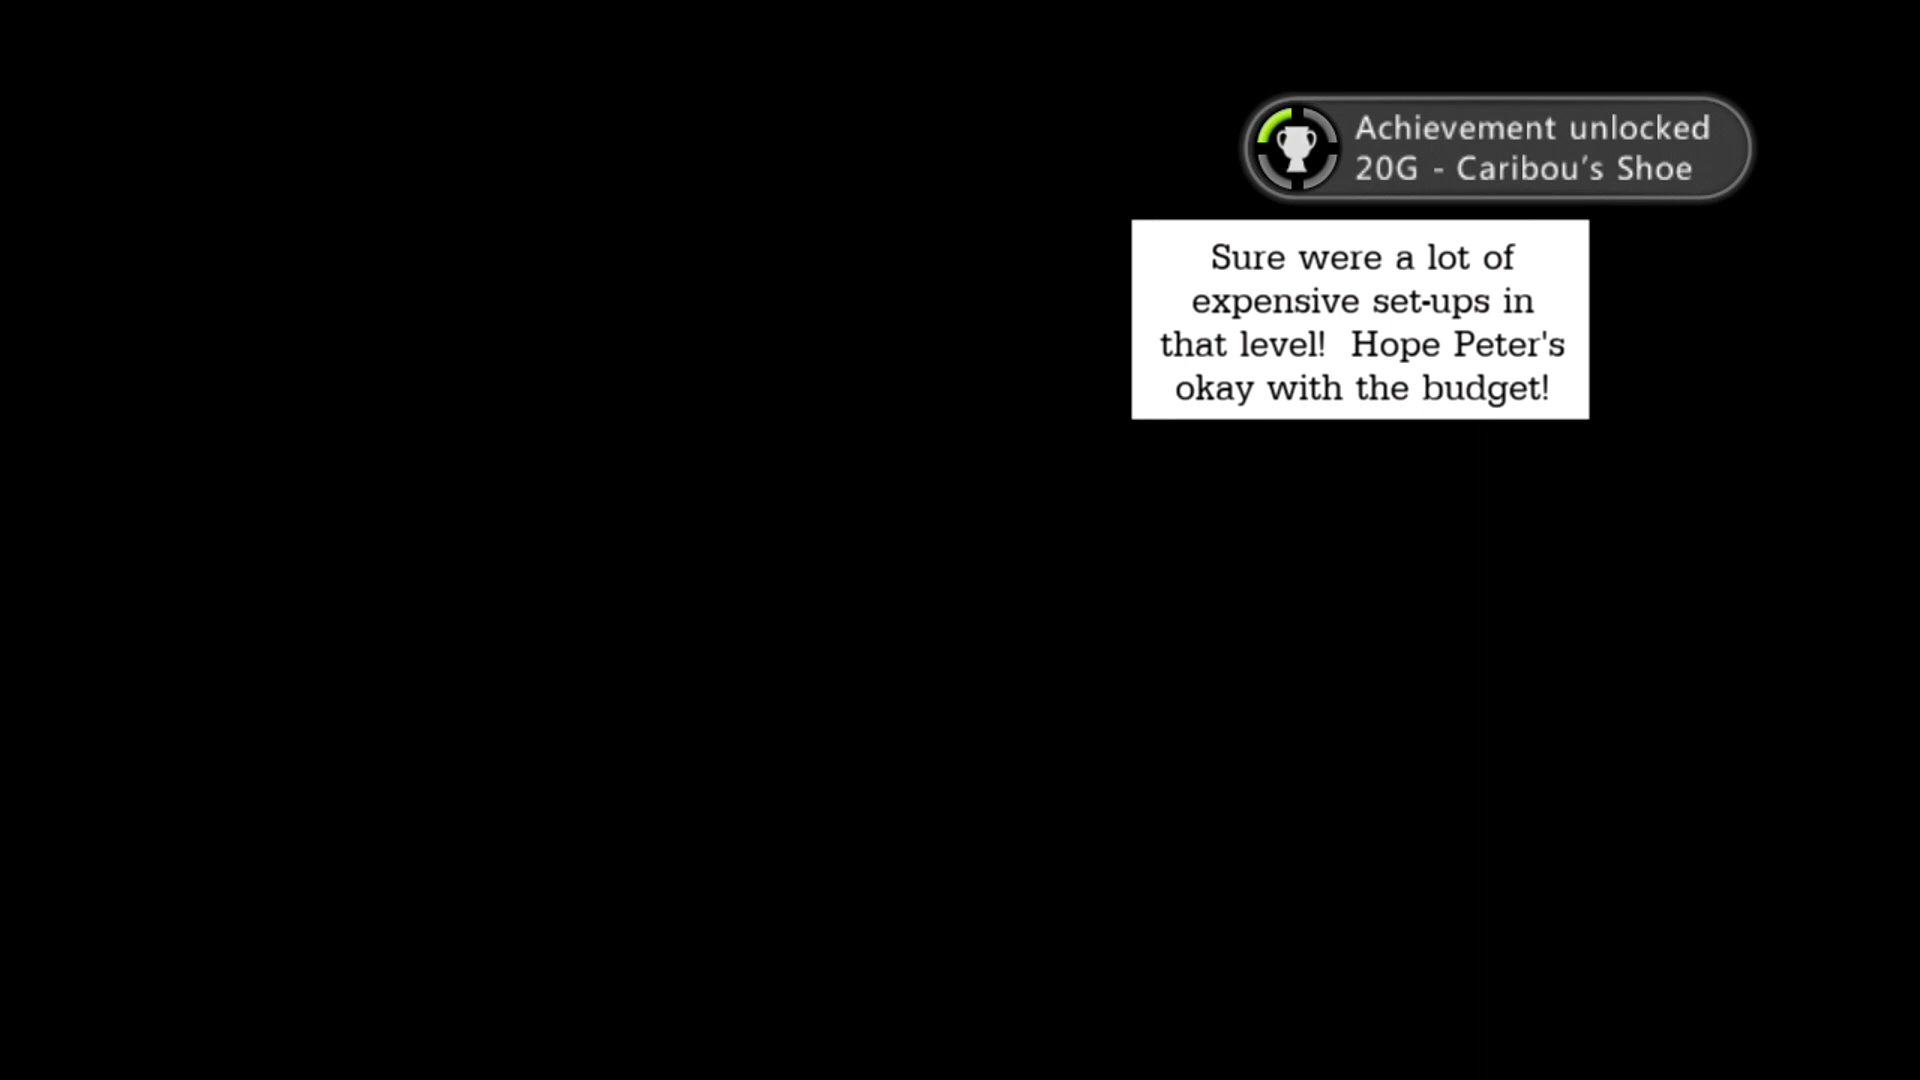 Achievement unlocked
20G - Caribou's Shoe
Sure were a lot of
expensive set-ups in
that level!  Hope Peter's
okay with the budget!